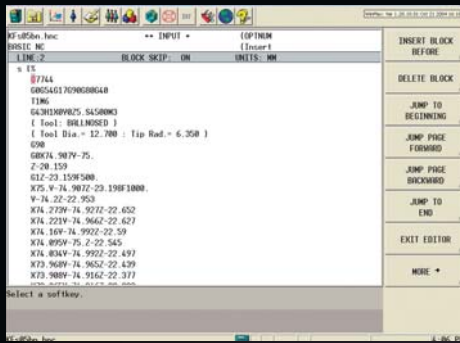 KFs05bn.hnc
** INPUT *
(OPTNUM
BASIC NC
(Insert
LINE:2
BLOCK SKIP: ON
UNITS: MM
s [%
O7744
G0G54G17G90G80G40
T1M6
G43H1X0Y0Z5.S4500M3
( Tool: BALLNOSED )
( Tool Dia.= 12.700 : Tip Rad.= 6.350 )
G90
G0X74.907Y-75.
Z-20.159
G1Z-23.159F500.
X75.Y-74.907Z-23.198F1000.
Y-74.2Z-22.953
X74.273Y-74.927Z-22.652
X74.221Y-74.966Z-22.627
X74.16Y-74.992Z-22.59
X74.095Y-75.Z-22.545
X74.034Y-74.992Z-22.497
X73.968Y-74.965Z-22.439
X73.908Y-74.916Z-22.377
Select a softkey.
KFs05bn.hnc
INSERT BLOCK
BEFORE
DELETE BLOCK
JUMP TO
BEGINNING
JUMP PAGE
FORWARD
JUMP PAGE
BACKWARD
JUMP TO
END
EXIT EDITOR
MORE →